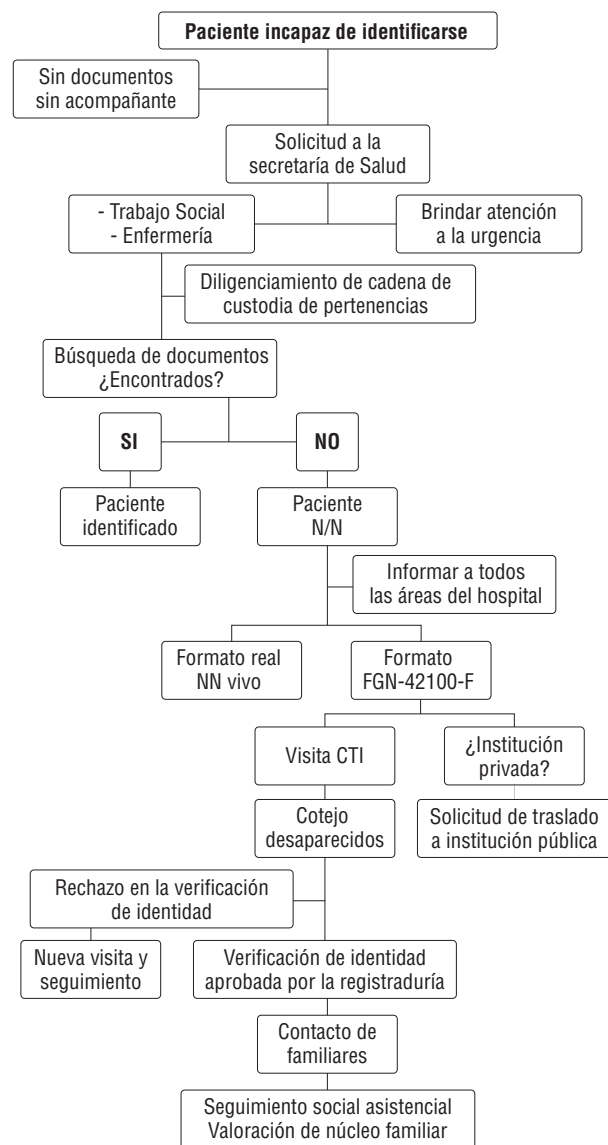 Paciente incapaz de identificarse
Sin documentos
sin acompañante
Solicitud a la
secretaría de Salud
- Trabajo Social
- Enfermería
Brindar atención
a la urgencia
Diligenciamiento de cadena de
custodia de pertenencias
Búsqueda de documentos
¿Encontrados?
SI
NO
Paciente
identificado
Paciente
N/N
Informar a todos
las áreas del hospital
Formato real
NN vivo
Formato
FGN-42100-F
Visita CTI
¿Institución
privada?
Cotejo
desaparecidos
Solicitud de traslado
a institución pública
Rechazo en la verificación
de identidad
Nueva visita y
seguimiento
Verificación de identidad
aprobada por la registraduría
Contacto de
familiares
Seguimiento social asistencial
Valoración de núcleo familiar